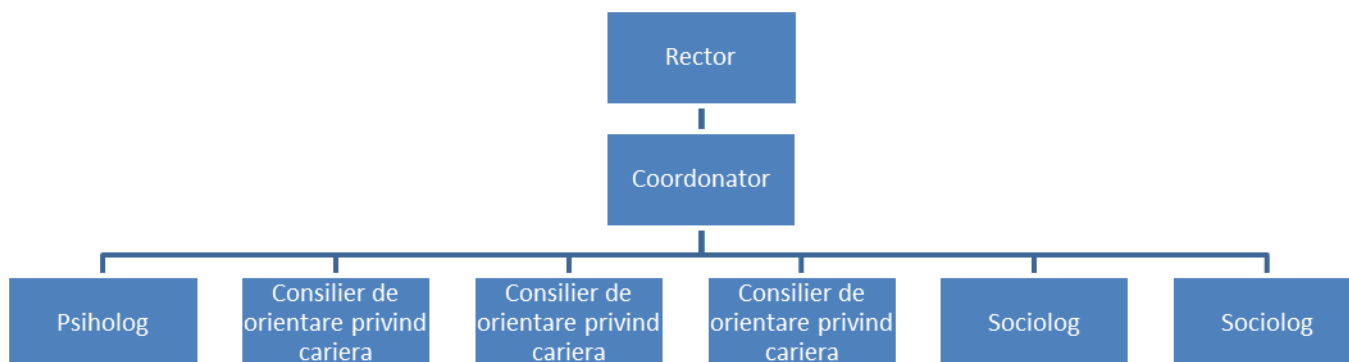 Rector
Coordonator
Psiholog
Consilier de
orientare privind
cariera
Consilier de
orientare privind
cariera
Consilier de
orientare privind
cariera
Sociolog
Sociolog